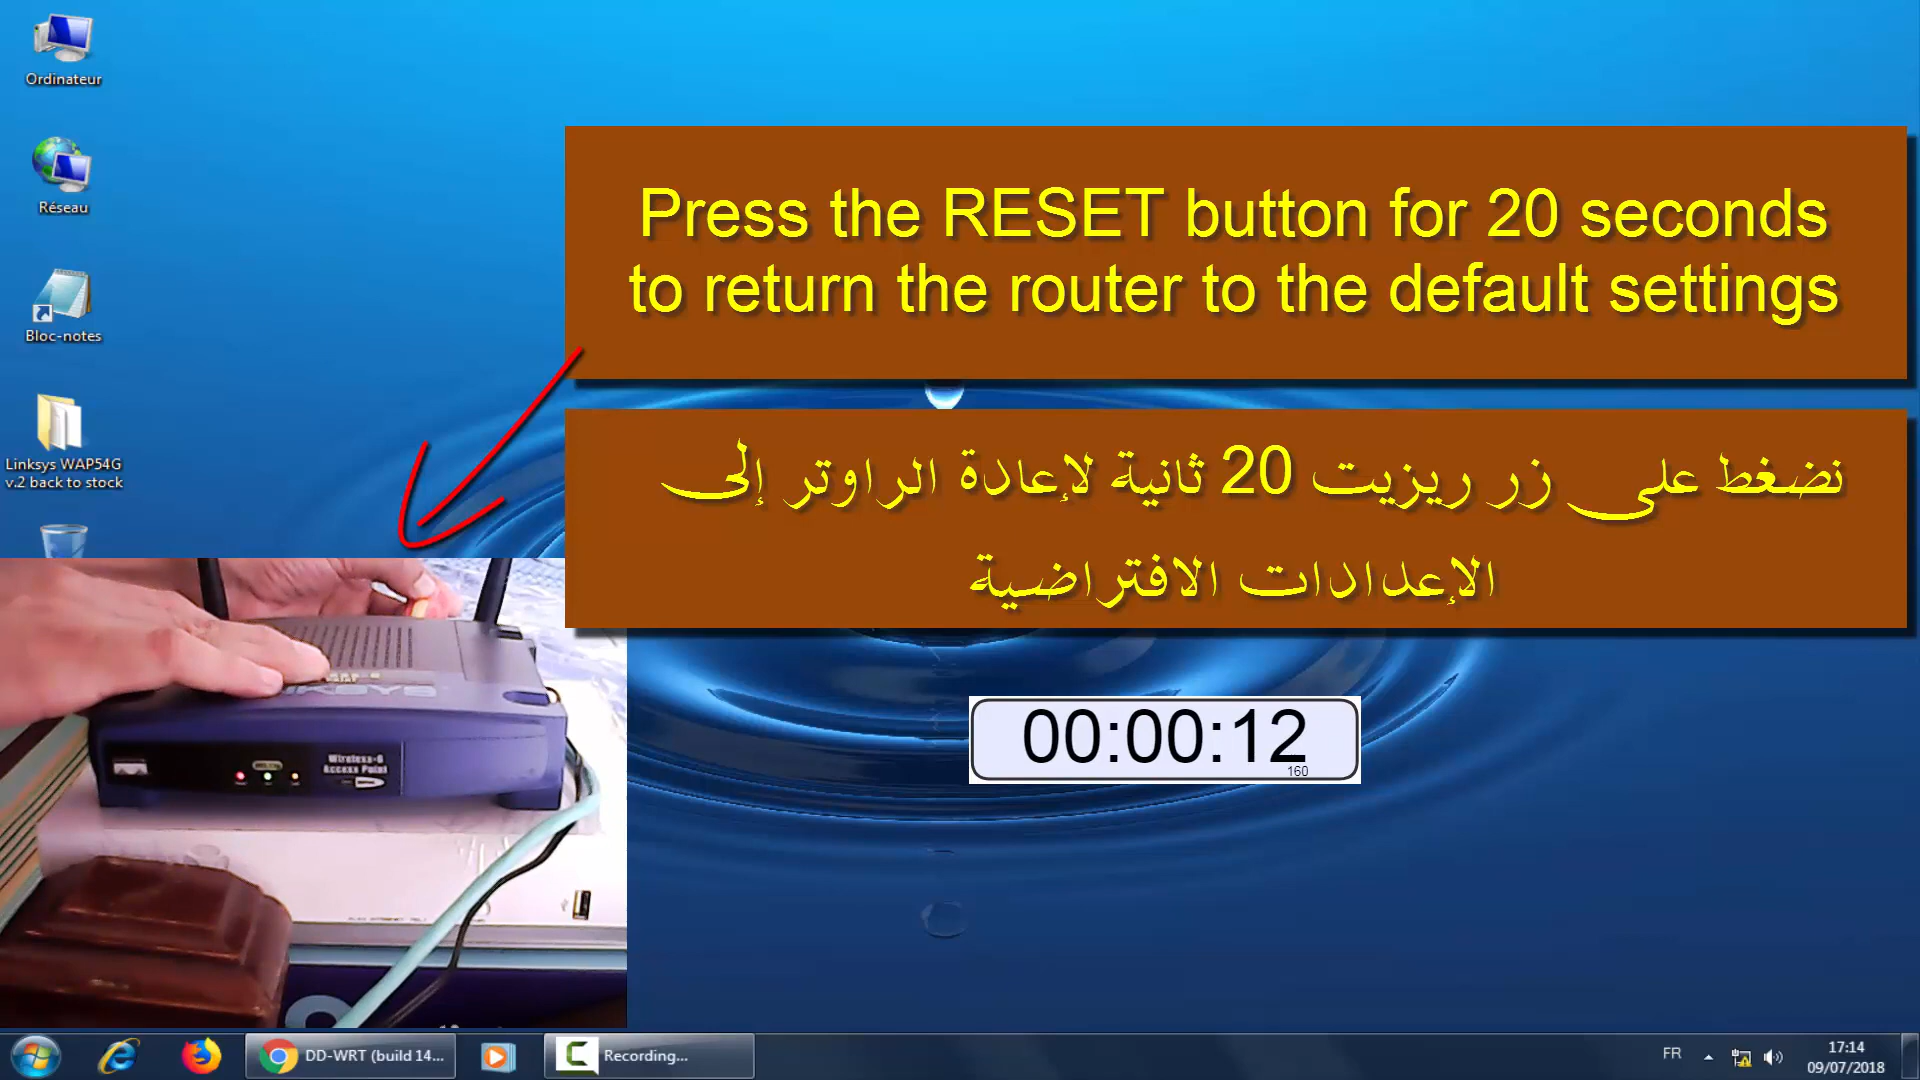 Ordinateur
Réseau
Bloc-notes
Linksys WAP54G
v.2 back to stock
Press the RESET button for 20 seconds
to return the router to the default settings
نضغط على زر ريزيت 20 ثانية لإعادة الراوتر إلى
الإعدادات الافتراضية
00:00:12
160
Wireless-G
Access Point
DD-WRT (build 14...
Recording...
FR
17:14
09/07/2018